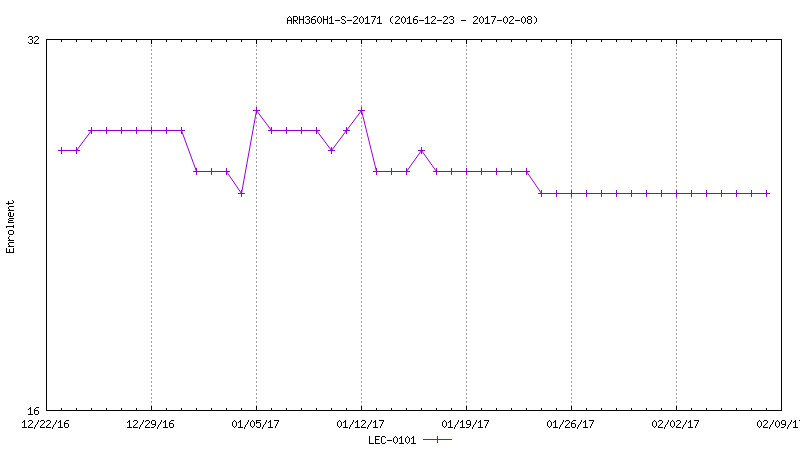 ARH360H1-S-20171 (2016-12-23 - 2017-02-08)
32
Enrolment
16
12/22/16 12/29/16 01/05/17 01/12/17 01/19/17 01/26/17 02/02/17 02/09/1
LEC-0101